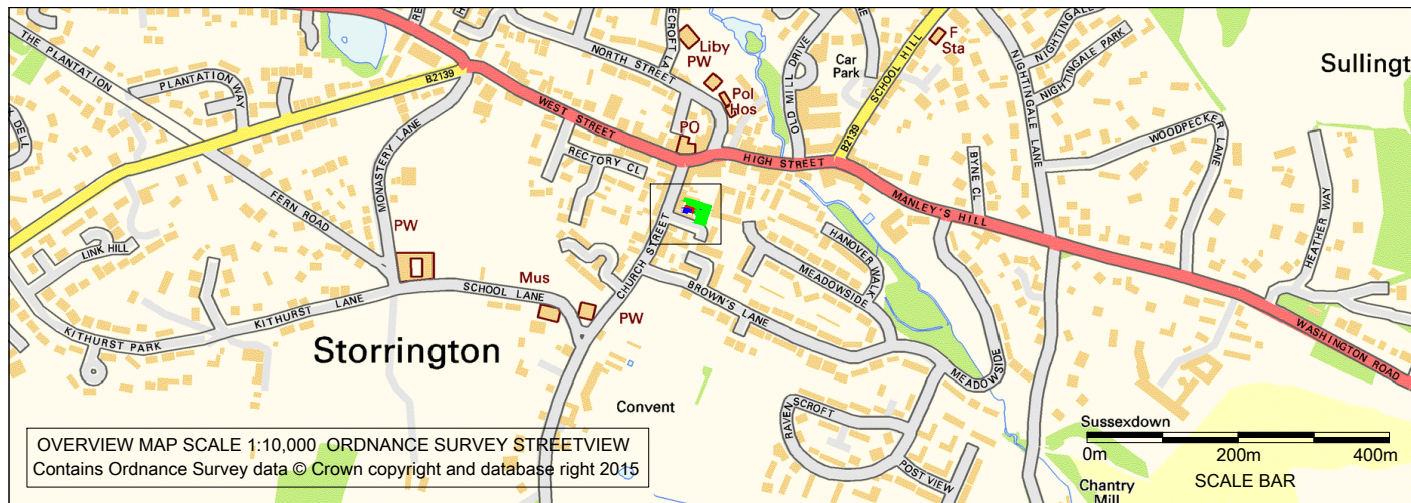 THE PLANTATION
PLANTATION
WAY
B2139
MONASTERY LANE
FERN ROAD
LINK HILL
KITHURST PARK
KITHURST LANE
SCHOOL LANE
PW
Mus
PW
Storrington
WEST STREET
NORTH STREET
Liby
PW
Pol
Hos
PO
RECTORY CL
HIGH STREET
CHURCH STREET
OLD MILL DRIVE
Car
Park
SCHOOL HILL
B2139
F
Sta
NIGHTINGALE LANE
NIGHTINGALE PARK
Sullingt
WOODPECKER
LANE
BYNE CL
MANLEY'S HILL
HEATHER WAY
WASHINGTON ROAD
HANOVER WALK
MEADOWSIDE
BROWN'S LANE
MEADOWSIDE
RAVEN
SCROFT
POST VIEW
Convent
Sussexdown
0m
200m
400m
SCALE BAR
Chantry
Mill
OVERVIEW MAP SCALE 1:10,000 ORDNANCE SURVEY STREETVIEW
Contains Ordnance Survey data © Crown copyright and database right 2015